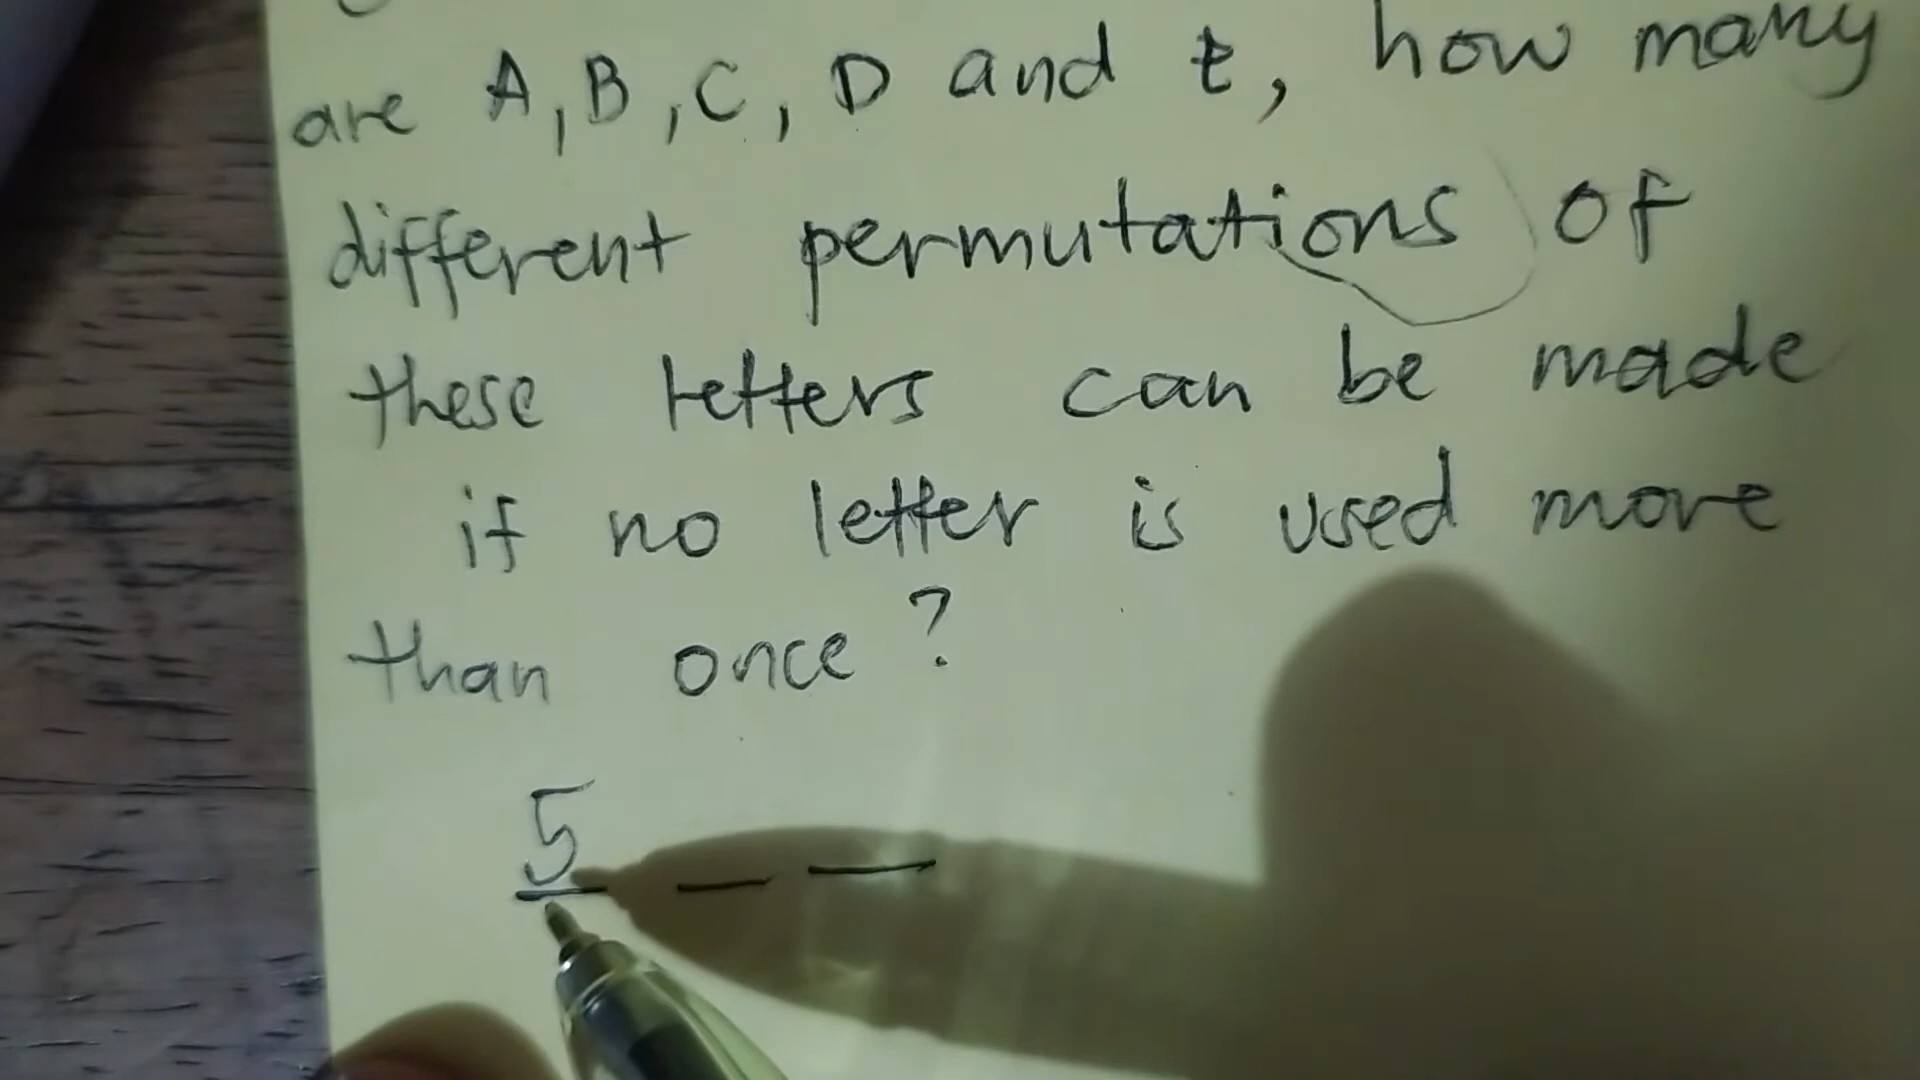 are A, B, C, D and E, how many
different permutations of
these letters can be made
if no letter is used more
than once?
5